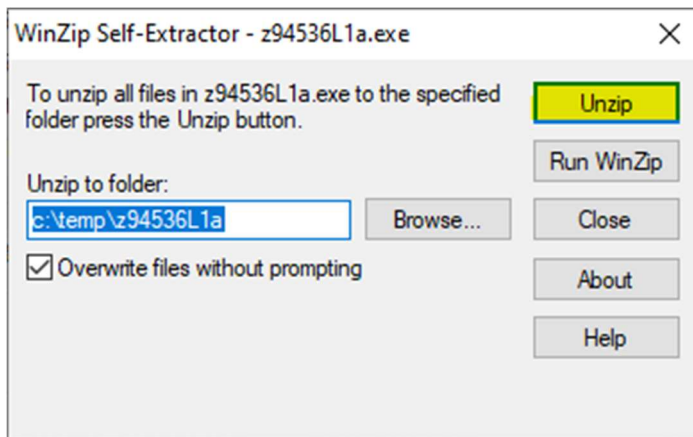 WinZip Self-Extractor - z94536L1a.exe
To unzip all files in z94536L1a.exe to the specified
folder press the Unzip button.
Unzip
Run WinZip
Unzip to folder:
c:\temp\z94536L1a
Browse...
Close
Overwrite files without prompting
About
Help